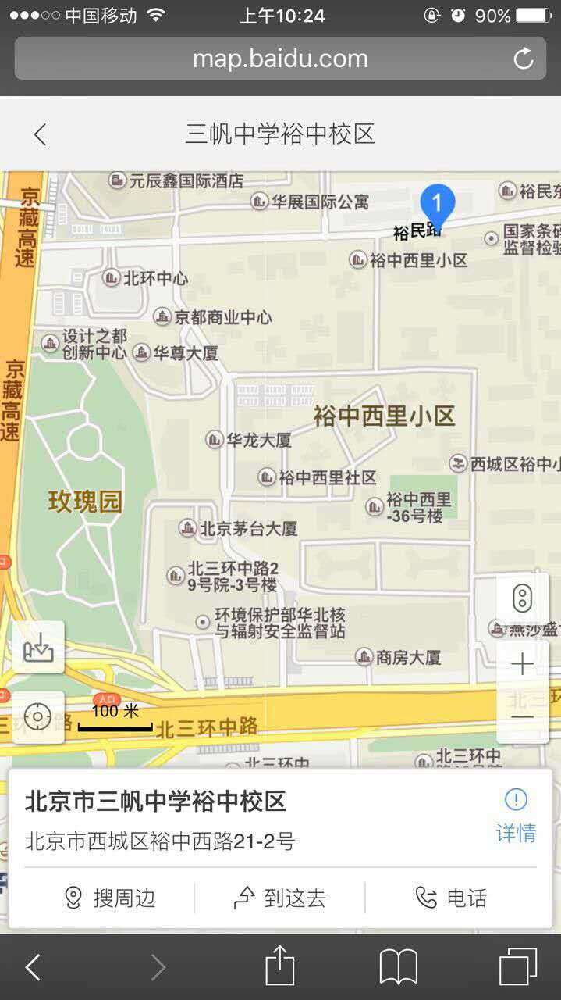 中国移动
上午10:24
90%
map.baidu.com
三帆中学裕中校区
京藏高速
元辰鑫国际酒店
华展国际公寓
1
裕民东
裕民路
国家条码
监督检验
裕中西里小区
北环中心
京都商业中心
设计之都
创新中心
华尊大厦
京藏高速
裕中西里小区
华龙大厦
西城区裕中小
裕中西里社区
玫瑰园
裕中西里
-36号楼
北京茅台大厦
北三环中路2
9号院-3号楼
环境保护部华北核
与辐射安全监督站
燕莎盛
商房大厦
入口
100 米
北三环
三环中路
北三环中路
北三环中
北三环中
北京市三帆中学裕中校区
北京市西城区裕中西路21-2号
详情
搜周边
到这去
电话